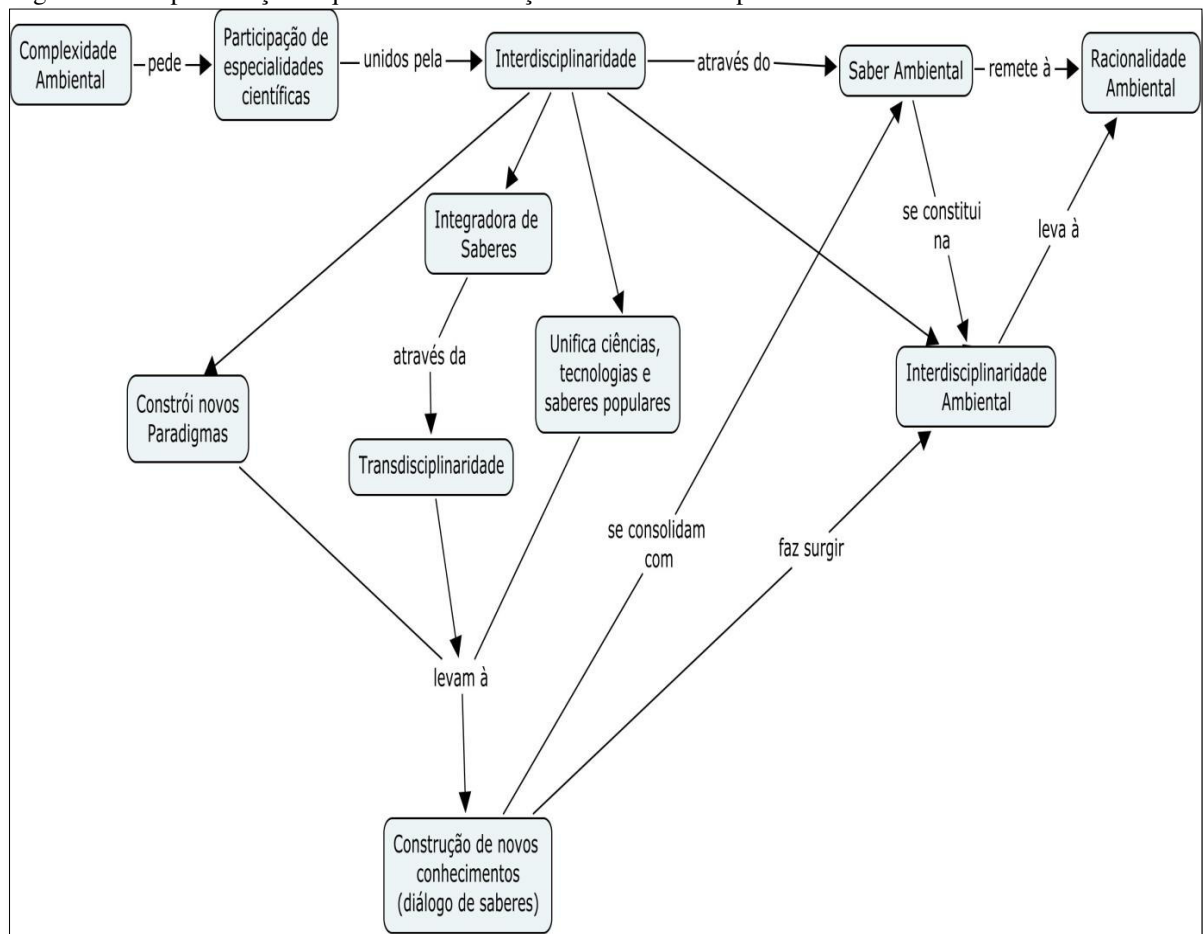 Complexidade
Ambiental
pede
Participação de
especialidades
científicas
unidos pela
Interdisciplinaridade
através do
Saber Ambiental
remete à
Racionalidade
Ambiental
Integradora de
Saberes
se constitui
na
leva à
através da
Unifica ciências,
tecnologias e
saberes populares
Interdisciplinaridade
Ambiental
Constrói novos
Paradigmas
Transdisciplinaridade
se consolidam
com
faz surgir
levam à
Construção de novos
conhecimentos
(diálogo de saberes)